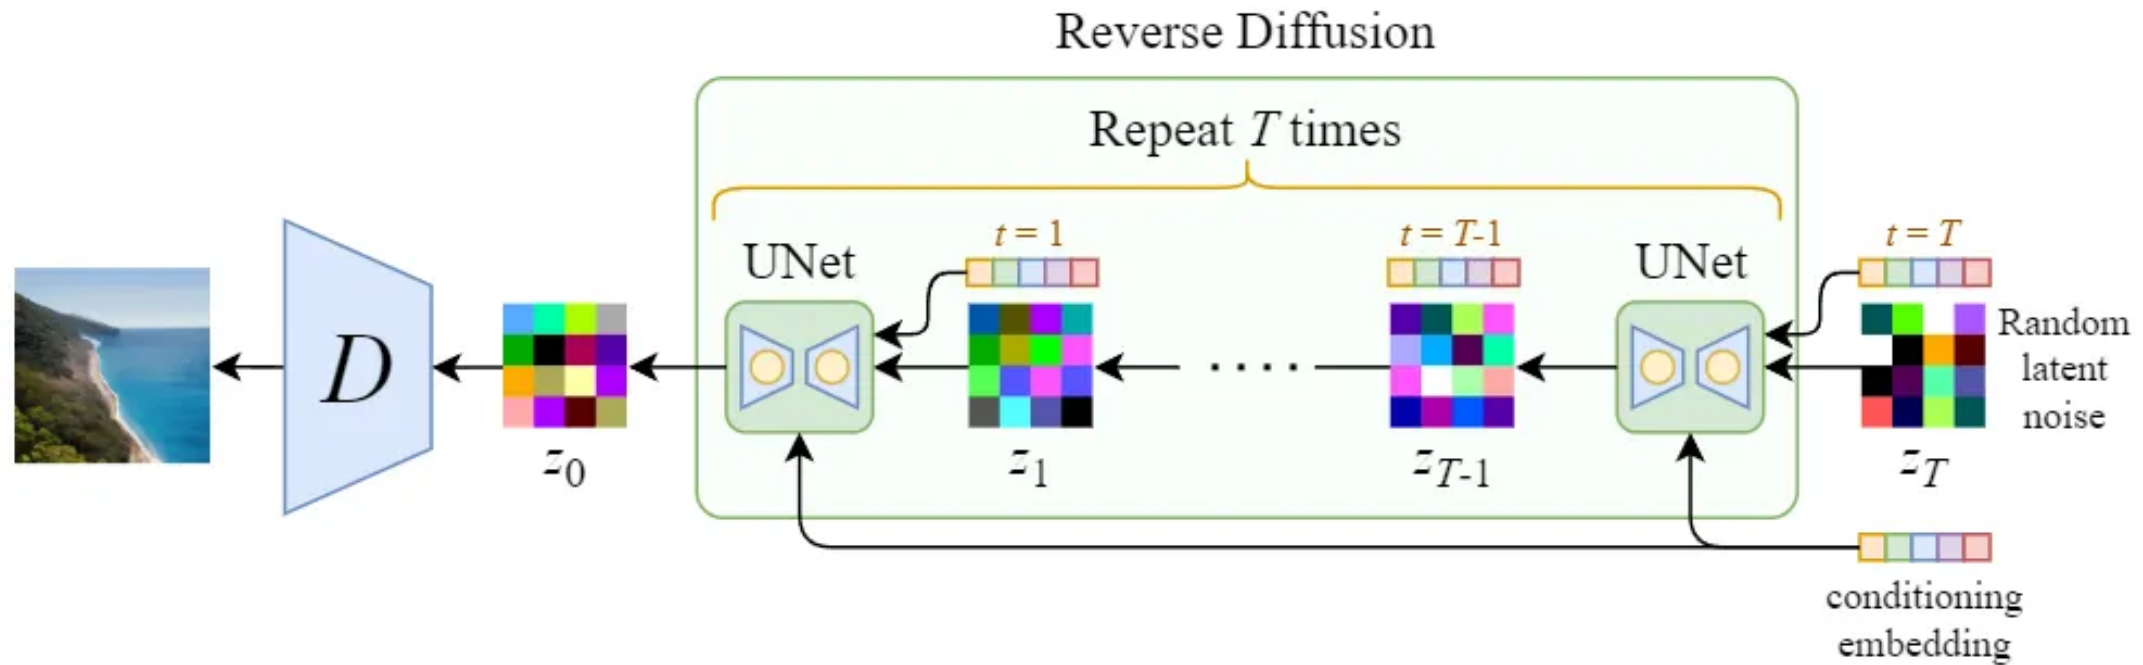 Reverse Diffusion
Repeat T times
UNet
t = 1
t = T-1
UNet
t = T
D
Random
latent
noise
z0
z1
. . . .
zT-1
zT
conditioning
embedding